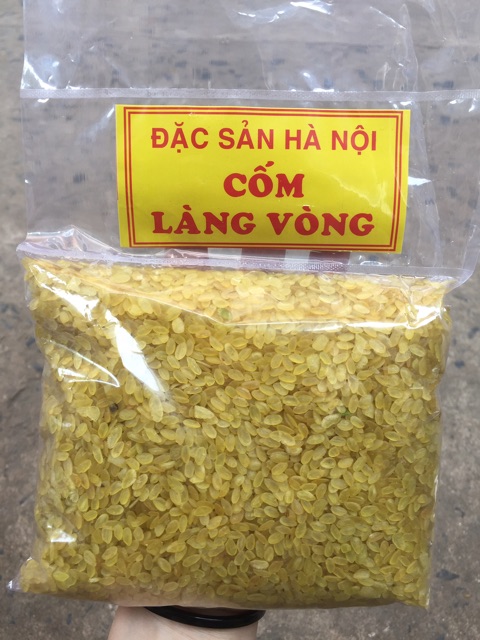 ĐẶC SẢN HÀ NỘI
CỐM
LÀNG VÒNG